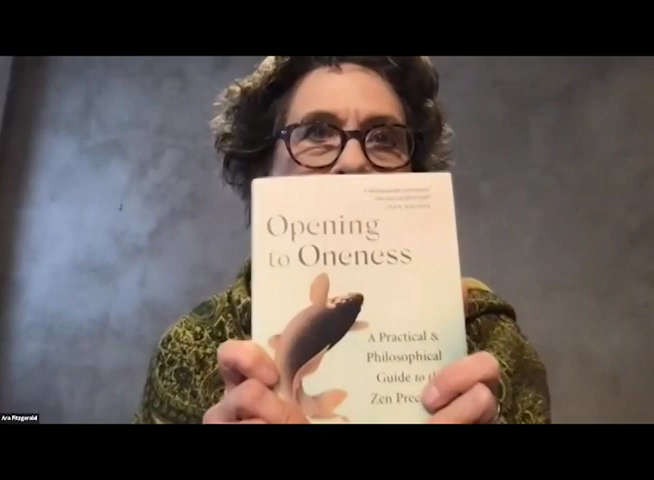 Opening
to Oneness
A Practical &
Philosophical
Guide to
Zen
Ara Fitzgerald